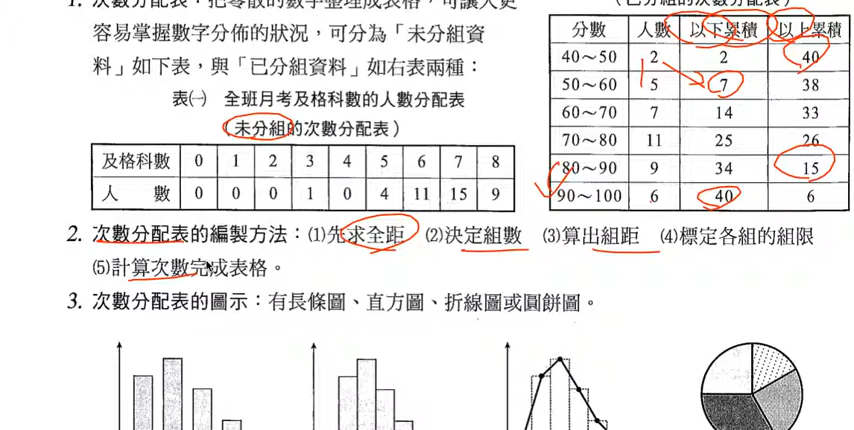 1. 次數分配表：把零散的數字整理成表格，可讓人更
容易掌握數字分佈的狀況，可分為「未分組資
料」如下表，與「已分組資料」如右表兩種：
表㈠ 全班月考及格科數的人數分配表
（未分組的次數分配表）
及格科數 0 1 2 3 4 5 6 7 8
人數 0 0 0 1 0 4 11 15 9
（已分組的次數分配表）
分數 人數 以下累積 以上累積
40～50 2 2 40
50～60 5 7 38
60～70 7 14 33
70～80 11 25 26
80～90 9 34 15
90～100 6 40 6
2. 次數分配表的編製方法：⑴先求全距 ⑵決定組數 ⑶算出組距 ⑷標定各組的組限
⑸計算次數完成表格。
3. 次數分配表的圖示：有長條圖、直方圖、折線圖或圓餅圖。